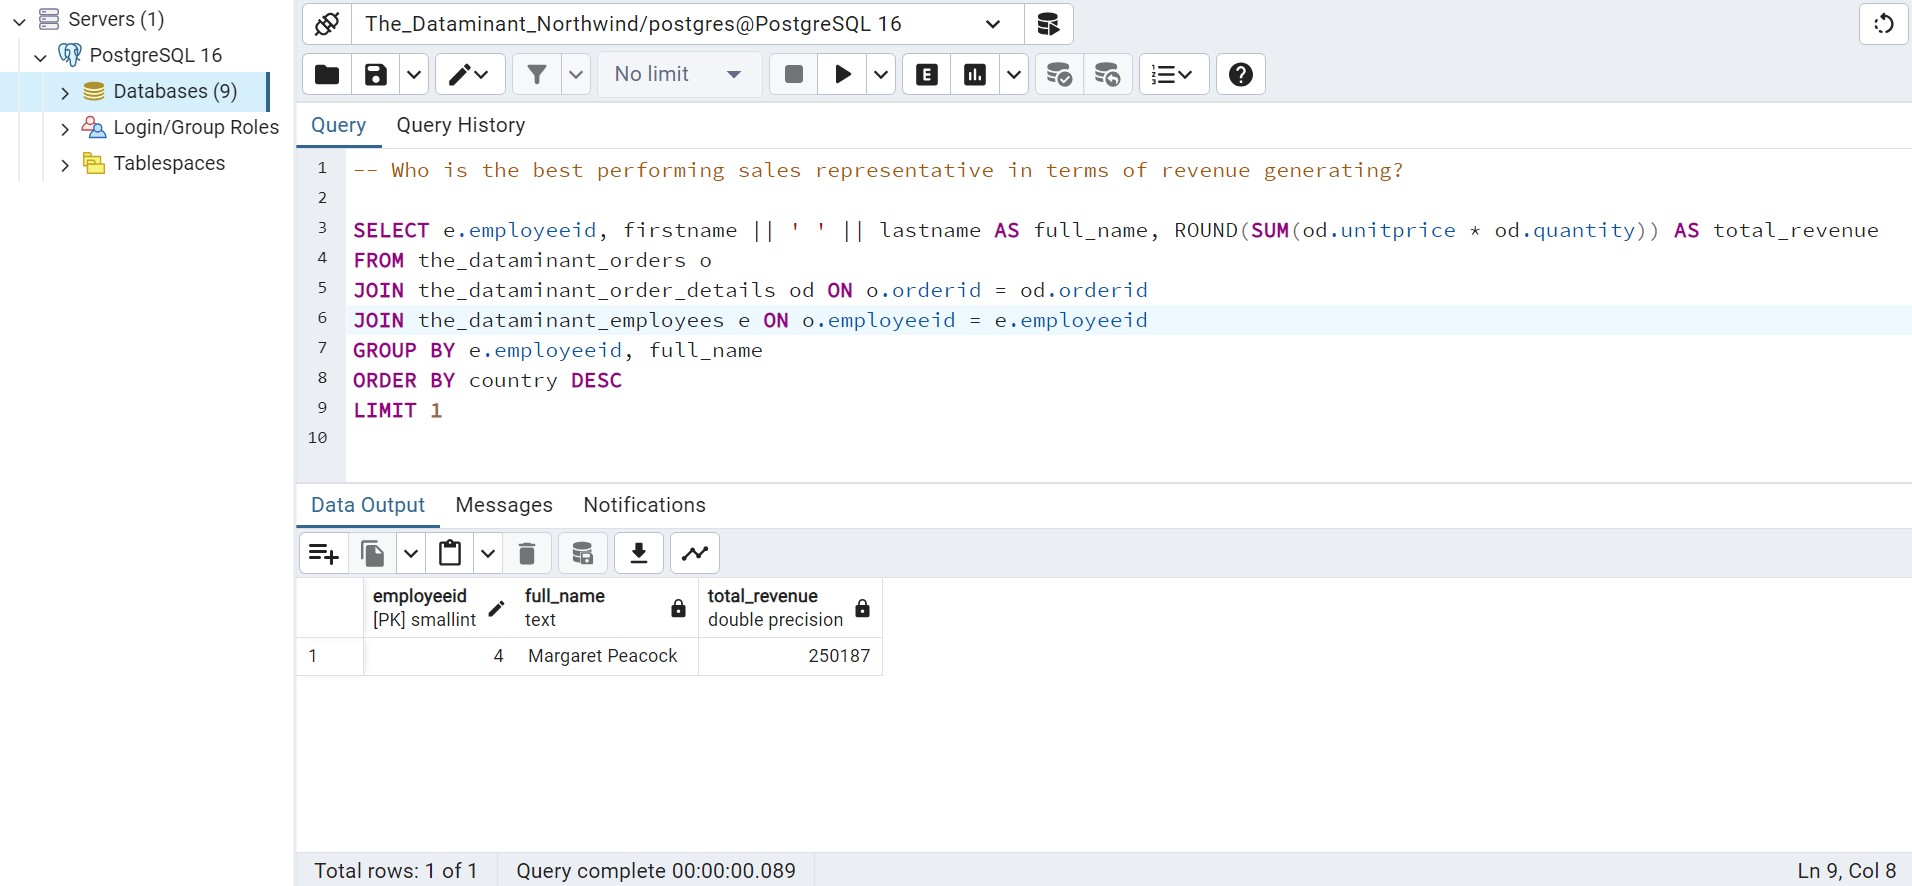 Servers (1)
PostgreSQL 16
Databases (9)
Login/Group Roles
Tablespaces
The_Dataminant_Northwind/postgres@PostgreSQL 16
No limit
E
Query Query History
1 -- Who is the best performing sales representative in terms of revenue generating?
2
3 SELECT e.employeeid, firstname || ' ' || lastname AS full_name, ROUND(SUM(od.unitprice * od.quantity)) AS total_revenue
4 FROM the_dataminant_orders o
5 JOIN the_dataminant_order_details od ON o.orderid = od.orderid
6 JOIN the_dataminant_employees e ON o.employeeid = e.employeeid
7 GROUP BY e.employeeid, full_name
8 ORDER BY country DESC
9 LIMIT 1
10
Data Output Messages Notifications
employeeid full_name total_revenue
[PK] smallint text double precision
1 4 Margaret Peacock 250187
Total rows: 1 of 1 Query complete 00:00:00.089 Ln 9, Col 8